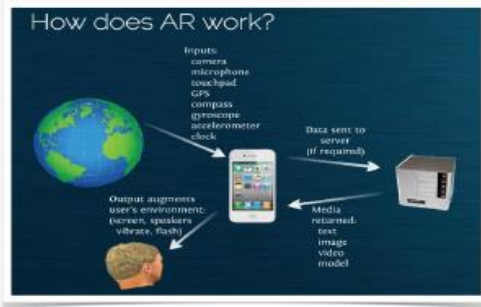 How does AR work?
Inputs:
camera
microphone
touchpad
GPS
compass
gyroscope
accelerometer
clock
Data sent to
server
(if required)
Output augments
user's environment:
(screen, speakers
vibrate, flash)
Media
returned:
text
image
video
model